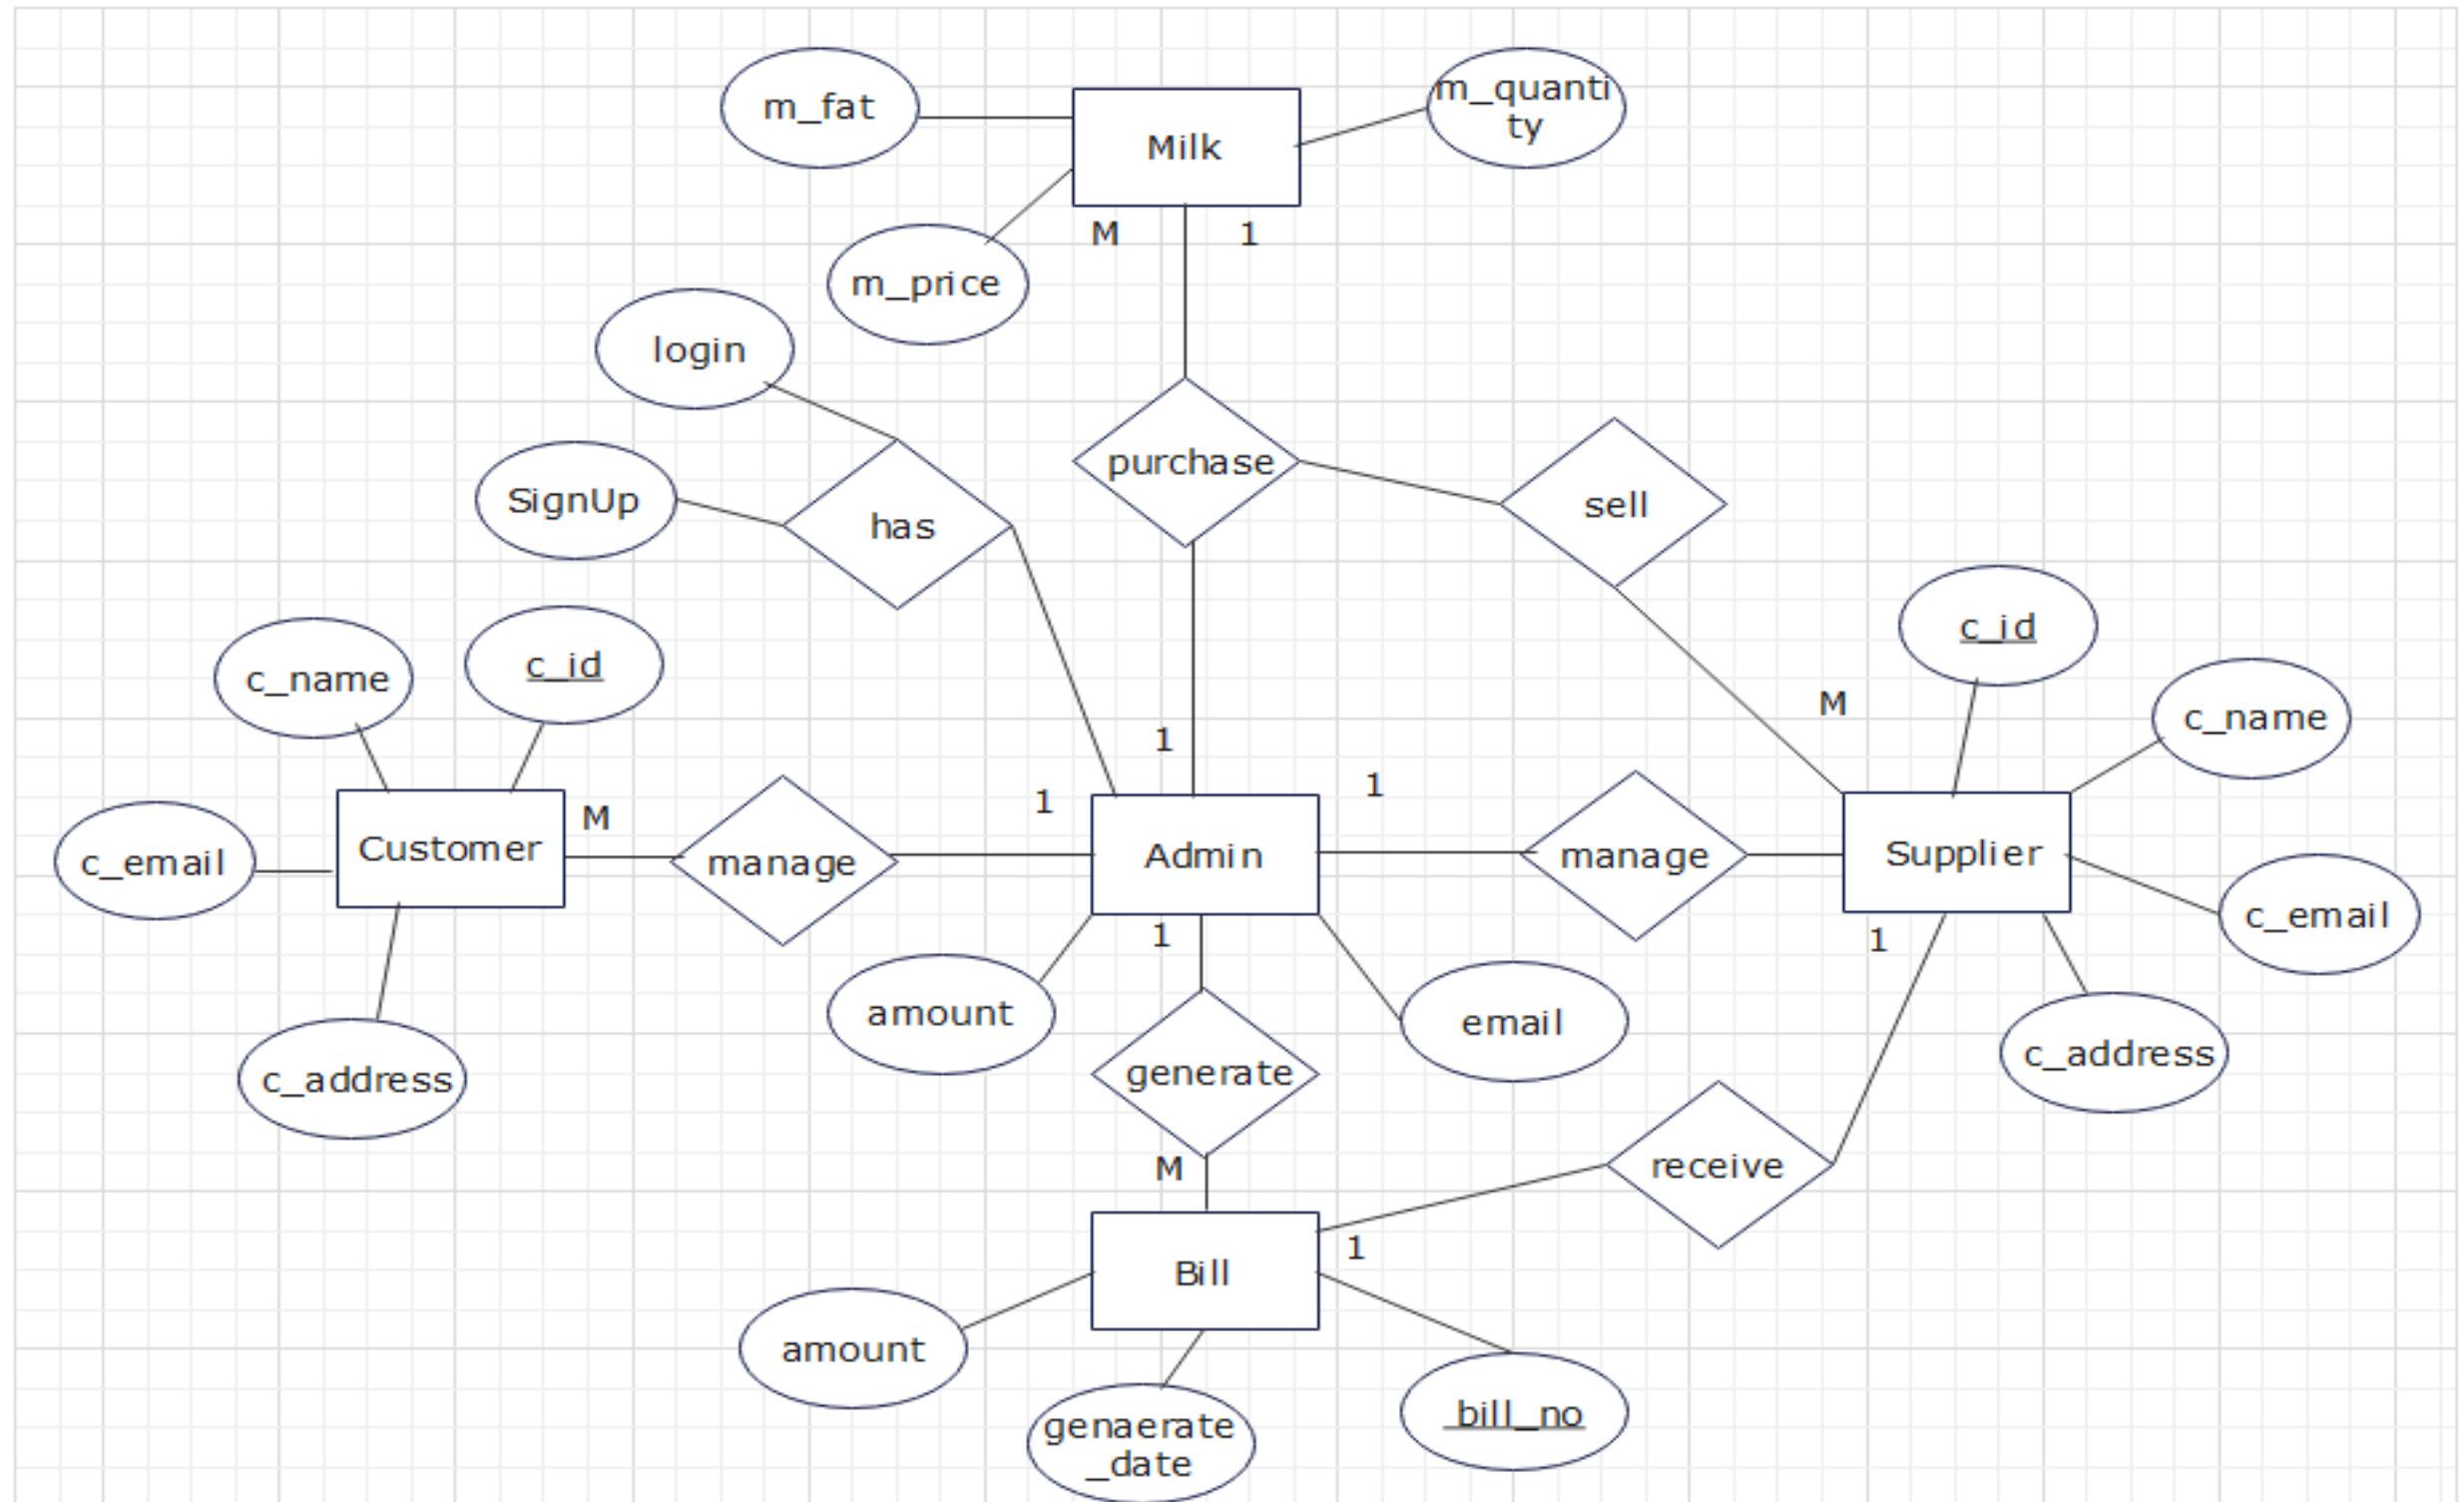 m_fat
Milk
m_quanti
ty
M
1
m_price
login
purchase
SignUp
has
sell
c_id
c_name
c_id
M
c_name
1
1
1
M
Customer
manage
Admin
manage
Supplier
c_email
c_email
1
1
amount
email
c_address
c_address
generate
M
receive
1
Bill
amount
bill_no
genaerate
_date